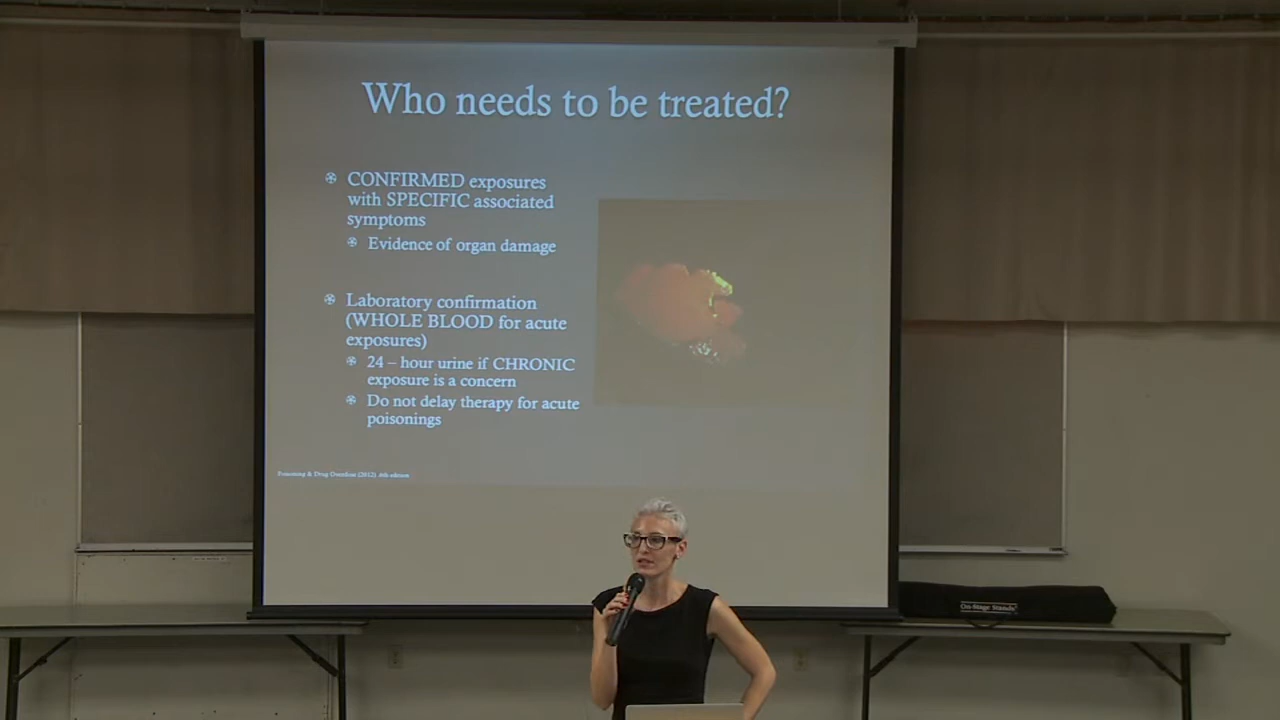 Who needs to be treated?
CONFIRMED exposures
with SPECIFIC associated
symptoms
Evidence of organ damage
Laboratory confirmation
(WHOLE BLOOD for acute
exposures)
24 – hour urine if CHRONIC
exposure is a concern
Do not delay therapy for acute
poisonings
Poisoning & Drug Overdose (2012) 6th edition
On-Stage Stands